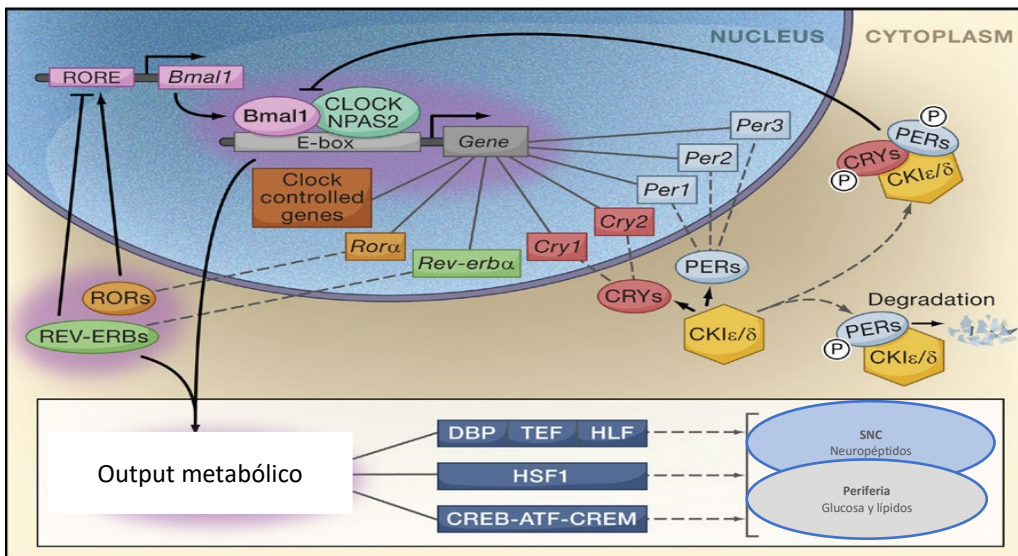 NUCLEUS
CYTOPLASM
RORE
Bmal1
Bmal1
CLOCK
NPAS2
E-box
Gene
Per3
Per2
Per1
Cry2
Cry1
Rev-erbα
Rorα
Clock
controlled
genes
P
PERs
CRYs
P
CKIε/δ
RORs
REV-ERBs
PERs
CRYs
CKIε/δ
Degradation
PERs
P
CKIε/δ
Output metabólico
DBP
TEF
HLF
HSF1
CREB-ATF-CREM
SNC
Neuropéptidos
Periferia
Glucosa y lípidos